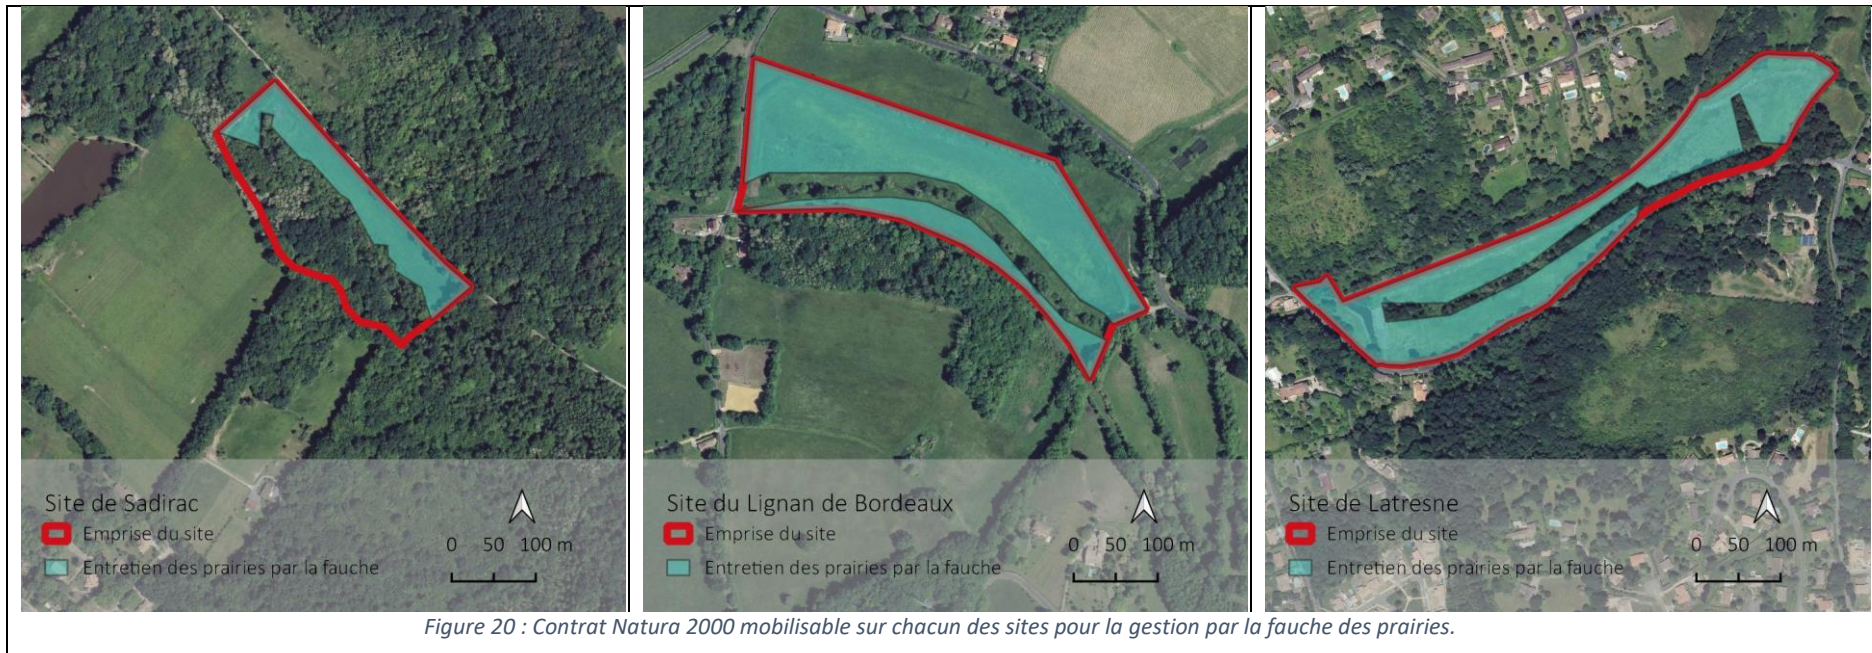 Site de Sadirac
Emprise du site
Entretien des prairies par la fauche
0 50 100 m
Site du Lignan de Bordeaux
Emprise du site
Entretien des prairies par la fauche
0 50 100 m
Site de Latresne
Emprise du site
Entretien des prairies par la fauche
0 50 100 m
Figure 20 : Contrat Natura 2000 mobilisable sur chacun des sites pour la gestion par la fauche des prairies.